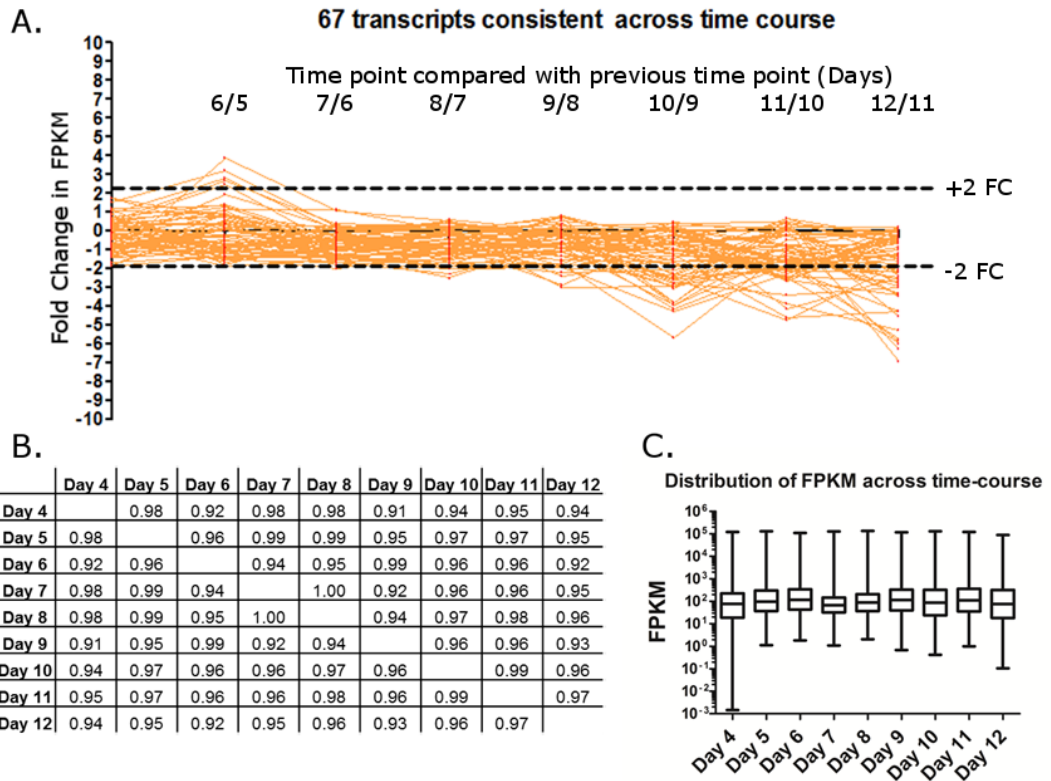 A.
67 transcripts consistent across time course
Time point compared with previous time point (Days)
6/5 7/6 8/7 9/8 10/9 11/10 12/11
Fold Change in FPKM
10
9
8
7
6
5
4
3
2
1
0
-1
-2
-3
-4
-5
-6
-7
-8
-9
-10
+2 FC
-2 FC
B.
Day 4 Day 5 Day 6 Day 7 Day 8 Day 9 Day 10 Day 11 Day 12
Day 4 0.98 0.92 0.98 0.98 0.91 0.94 0.95 0.94
Day 5 0.98 0.96 0.99 0.99 0.95 0.97 0.97 0.95
Day 6 0.92 0.96 0.94 0.95 0.99 0.96 0.96 0.92
Day 7 0.98 0.99 0.94 1.00 0.92 0.96 0.96 0.95
Day 8 0.98 0.99 0.95 1.00 0.94 0.97 0.98 0.96
Day 9 0.91 0.95 0.99 0.92 0.94 0.96 0.96 0.93
Day 10 0.94 0.97 0.96 0.96 0.97 0.96 0.99 0.96
Day 11 0.95 0.97 0.96 0.96 0.98 0.96 0.99 0.97
Day 12 0.94 0.95 0.92 0.95 0.96 0.93 0.96 0.97
C.
Distribution of FPKM across time-course
FPKM
10⁶
10⁵
10⁴
10³
10²
10¹
10⁰
10⁻¹
10⁻²
10⁻³
Day 4 Day 5 Day 6 Day 7 Day 8 Day 9 Day 10 Day 11 Day 12